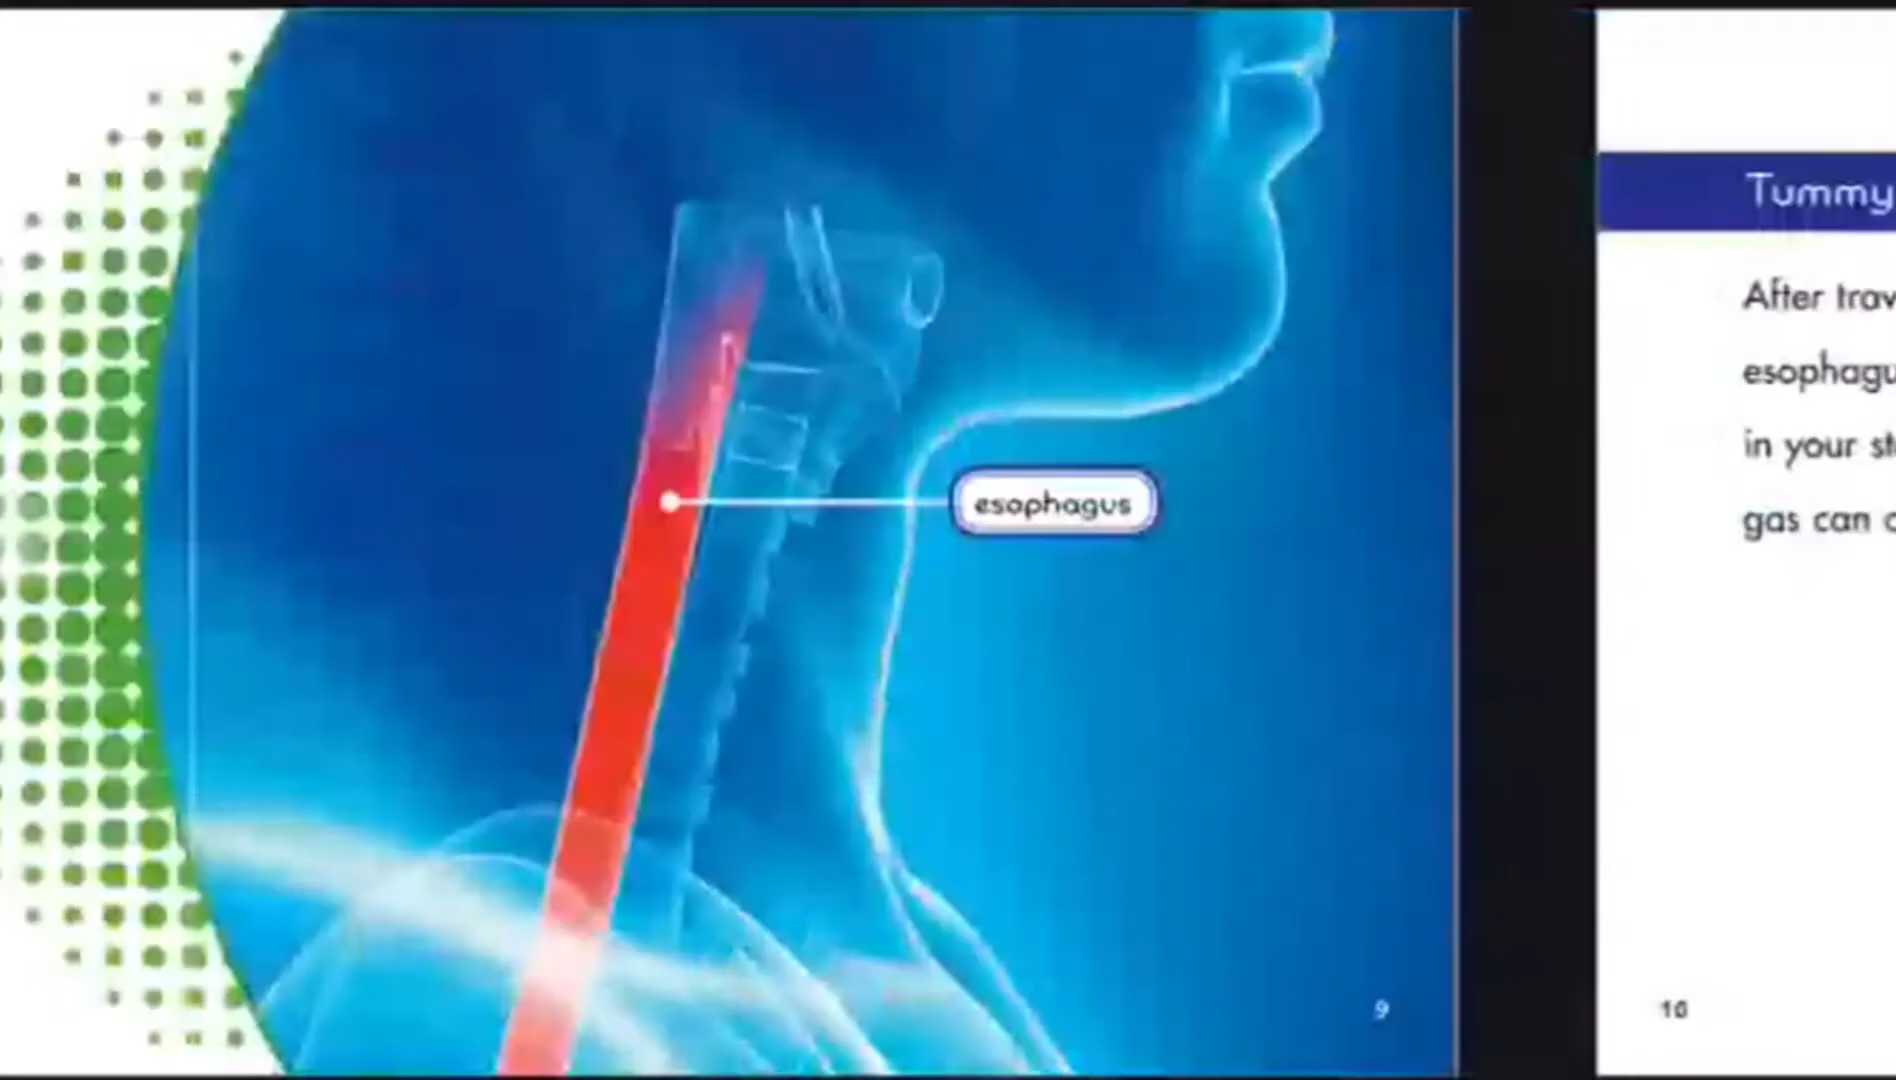 esophagus
9
Tummy
After trav
esophagu
in your st
gas can
10